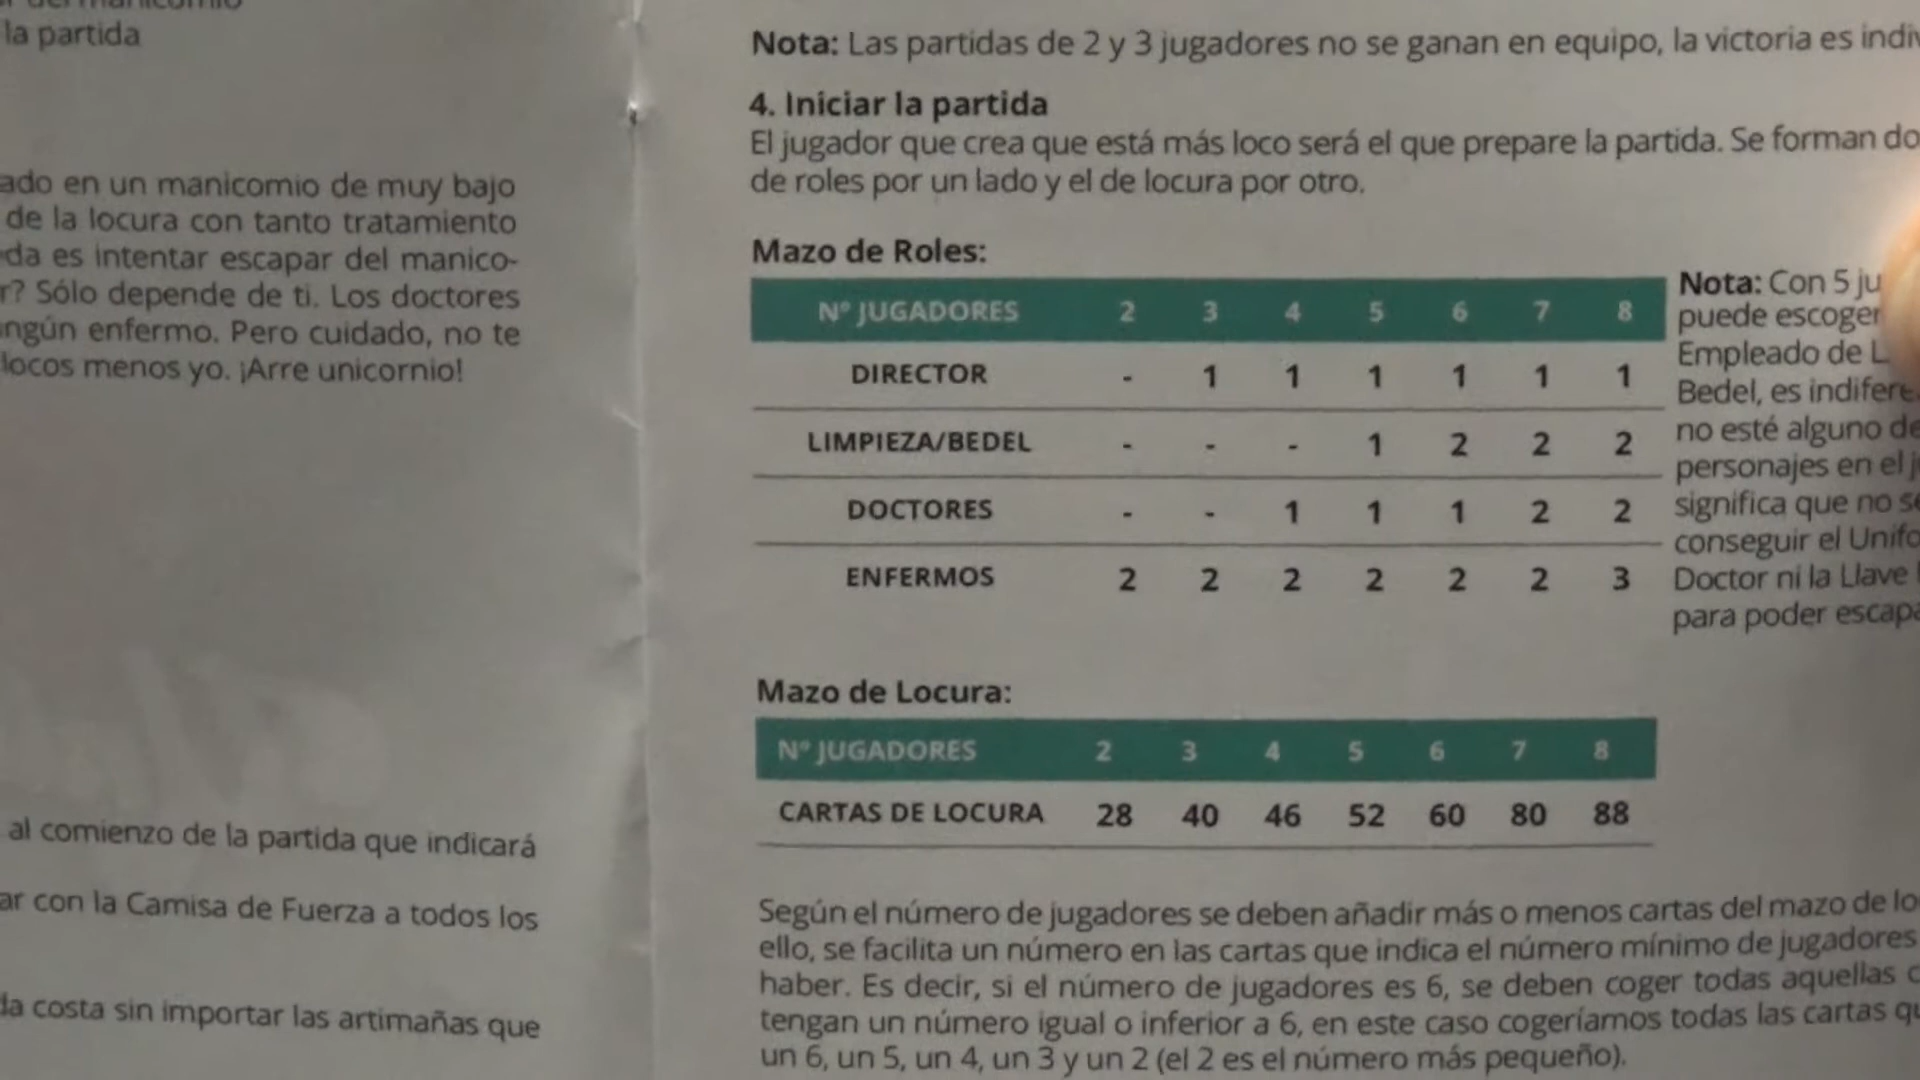 la partida
ado en un manicomio de muy bajo
de la locura con tanto tratamiento
da es intentar escapar del manico-
r? Sólo depende de ti. Los doctores
ingún enfermo. Pero cuidado, no te
locos menos yo. ¡Arre unicornio!
al comienzo de la partida que indicará
ar con la Camisa de Fuerza a todos los
da costa sin importar las artimañas que
Nota: Las partidas de 2 y 3 jugadores no se ganan en equipo, la victoria es indiv
4. Iniciar la partida
El jugador que crea que está más loco será el que prepare la partida. Se forman do
de roles por un lado y el de locura por otro.
Mazo de Roles:
Nº JUGADORES 2 3 4 5 6 7 8
DIRECTOR - 1 1 1 1 1 1
LIMPIEZA/BEDEL - - - 1 2 2 2
DOCTORES - - 1 1 1 2 2
ENFERMOS 2 2 2 2 2 2 3
Nota: Con 5 ju
puede escoger
Empleado de L
Bedel, es indifere
no esté alguno de
personajes en el j
significa que no se
conseguir el Unifo
Doctor ni la Llave
para poder escapa
Mazo de Locura:
Nº JUGADORES 2 3 4 5 6 7 8
CARTAS DE LOCURA 28 40 46 52 60 80 88
Según el número de jugadores se deben añadir más o menos cartas del mazo de lo
ello, se facilita un número en las cartas que indica el número mínimo de jugadores
haber. Es decir, si el número de jugadores es 6, se deben coger todas aquellas c
tengan un número igual o inferior a 6, en este caso cogeríamos todas las cartas qu
un 6, un 5, un 4, un 3 y un 2 (el 2 es el número más pequeño).